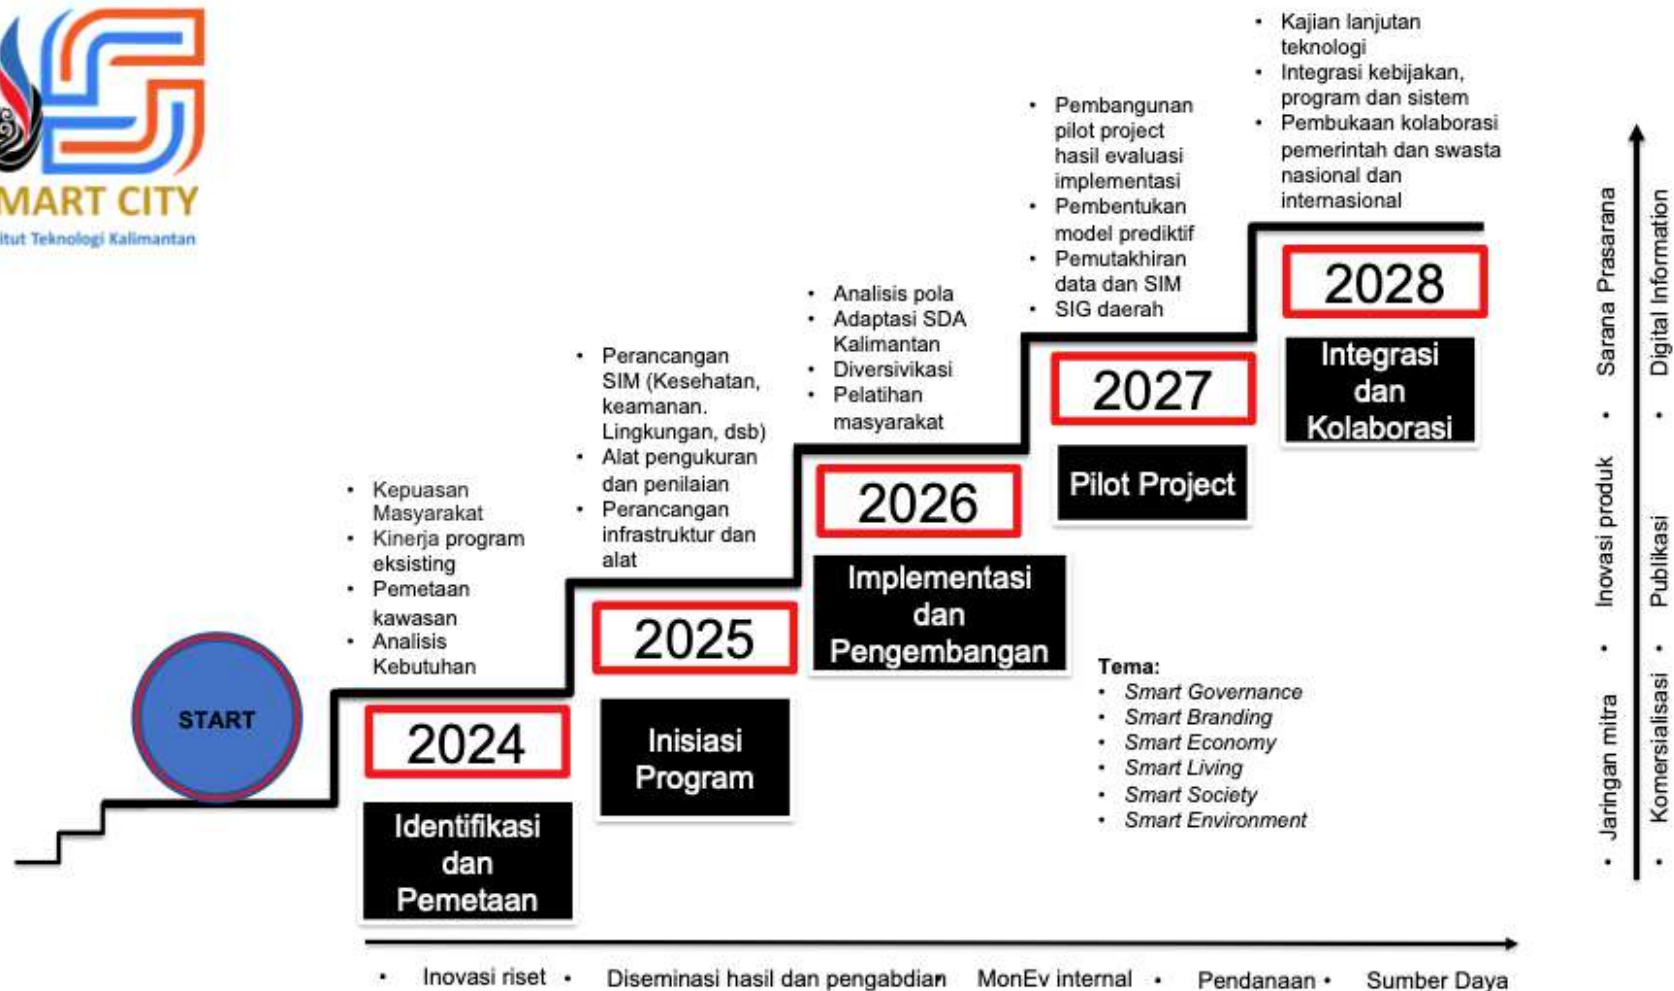 MART CITY
itut Teknologi Kalimantan
START
• Kepuasan
Masyarakat
• Kinerja program
eksisting
• Pemetaan
kawasan
• Analisis
Kebutuhan
2024
Identifikasi
dan
Pemetaan
• Perancangan
SIM (Kesehatan,
keamanan.
Lingkungan, dsb)
• Alat pengukuran
dan penilaian
• Perancangan
infrastruktur dan
alat
2025
Inisiasi
Program
• Analisis pola
• Adaptasi SDA
Kalimantan
• Diversivikasi
• Pelatihan
masyarakat
2026
Implementasi
dan
Pengembangan
• Pembangunan
pilot project
hasil evaluasi
implementasi
• Pembentukan
model prediktif
• Pemutakhiran
data dan SIM
• SIG daerah
2027
Pilot Project
• Kajian lanjutan
teknologi
• Integrasi kebijakan,
program dan sistem
• Pembukaan kolaborasi
pemerintah dan swasta
nasional dan
internasional
2028
Integrasi
dan
Kolaborasi
Tema:
• Smart Governance
• Smart Branding
• Smart Economy
• Smart Living
• Smart Society
• Smart Environment
• Jaringan mitra • Inovasi produk • Sarana Prasarana
• Komersialisasi • Publikasi • Digital Information
• Inovasi riset • Diseminasi hasil dan pengabdian • MonEv internal • Pendanaan • Sumber Daya